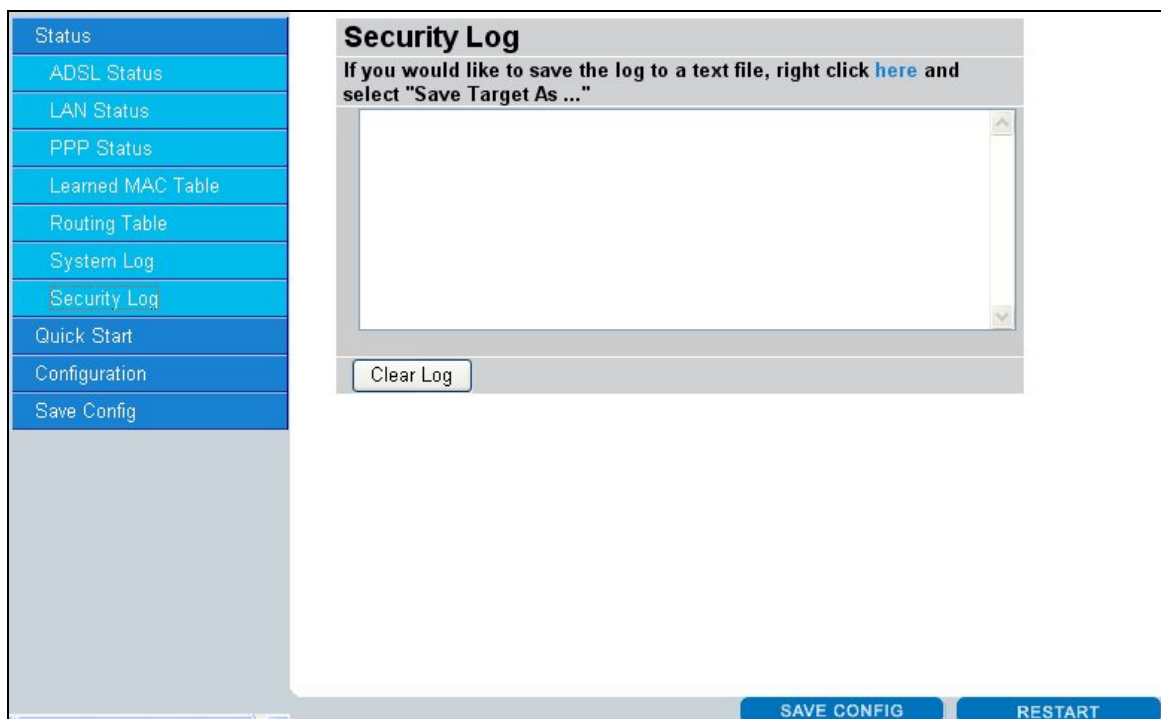 Status
ADSL Status
LAN Status
PPP Status
Learned MAC Table
Routing Table
System Log
Security Log
Quick Start
Configuration
Save Config
Security Log
If you would like to save the log to a text file, right click here and
select "Save Target As ..."
Clear Log
SAVE CONFIG
RESTART